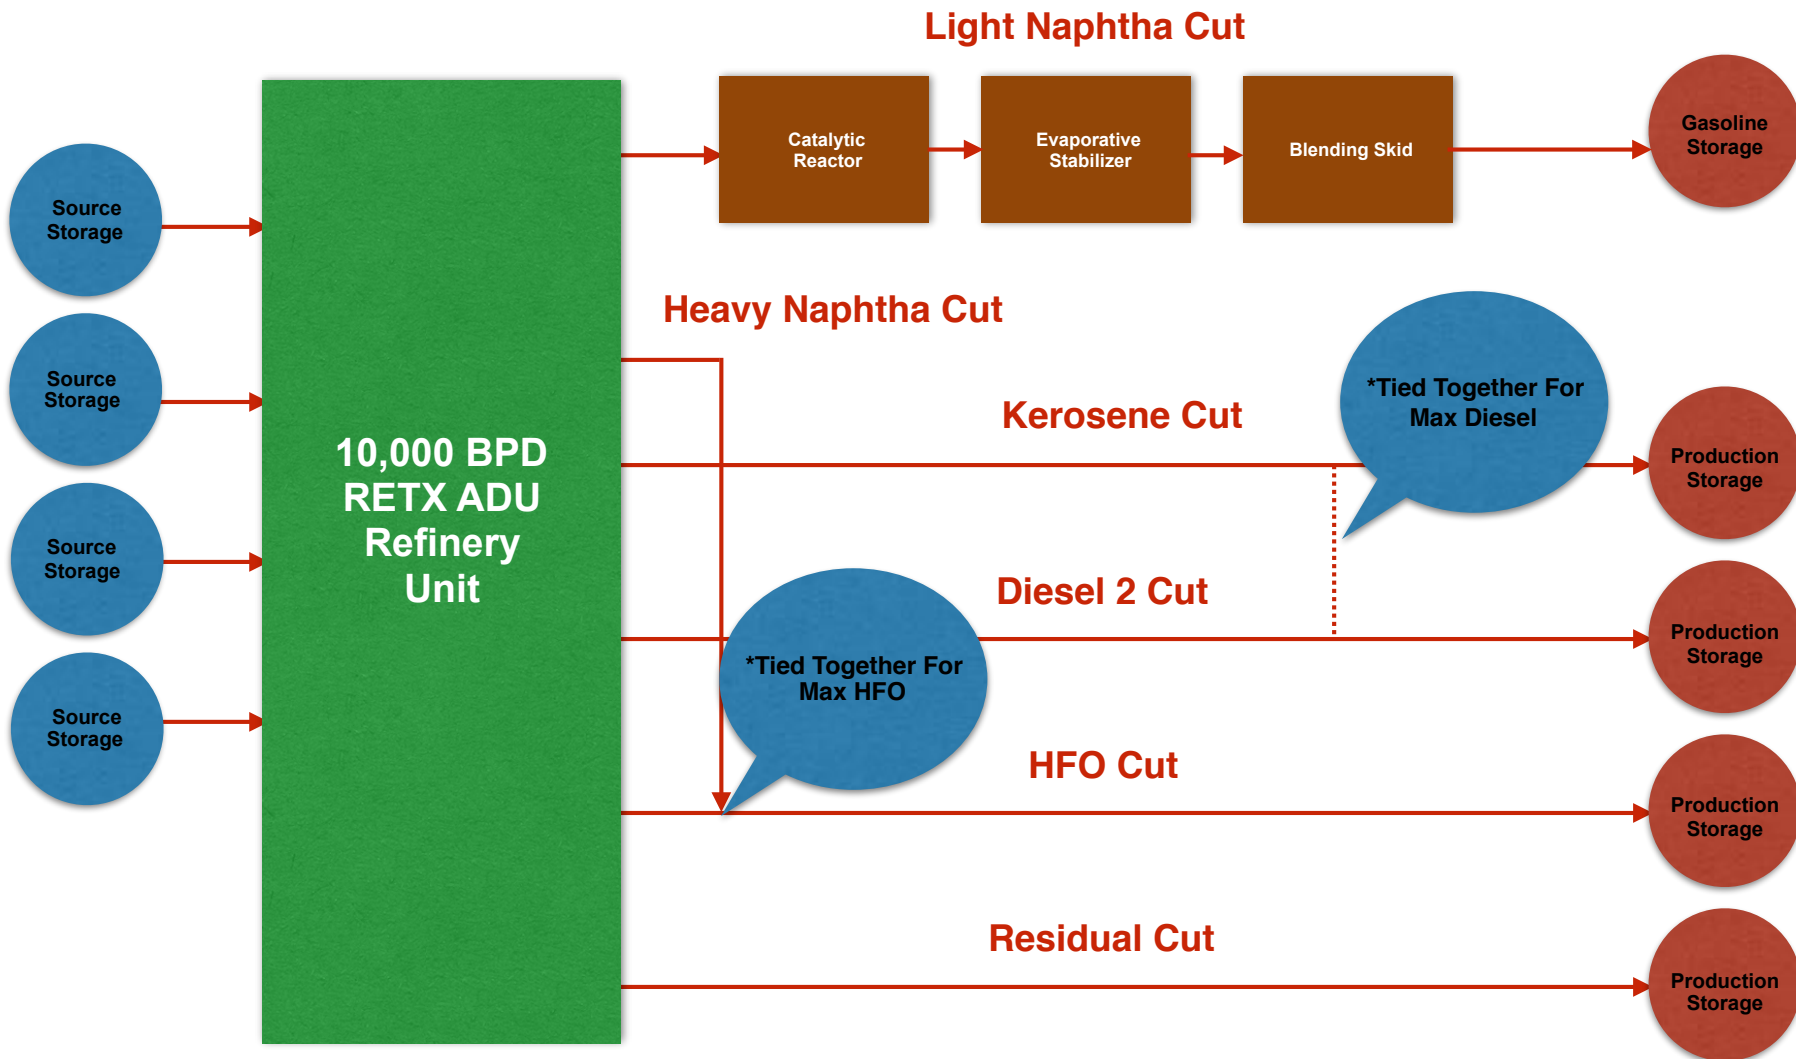 Light Naphtha Cut
Catalytic
Reactor
Evaporative
Stabilizer
Blending Skid
Gasoline
Storage
Source
Storage
Source
Storage
Source
Storage
Source
Storage
10,000 BPD
RETX ADU
Refinery
Unit
Heavy Naphtha Cut
Kerosene Cut
*Tied Together For
Max Diesel
Production
Storage
Diesel 2 Cut
*Tied Together For
Max HFO
Production
Storage
HFO Cut
Production
Storage
Residual Cut
Production
Storage